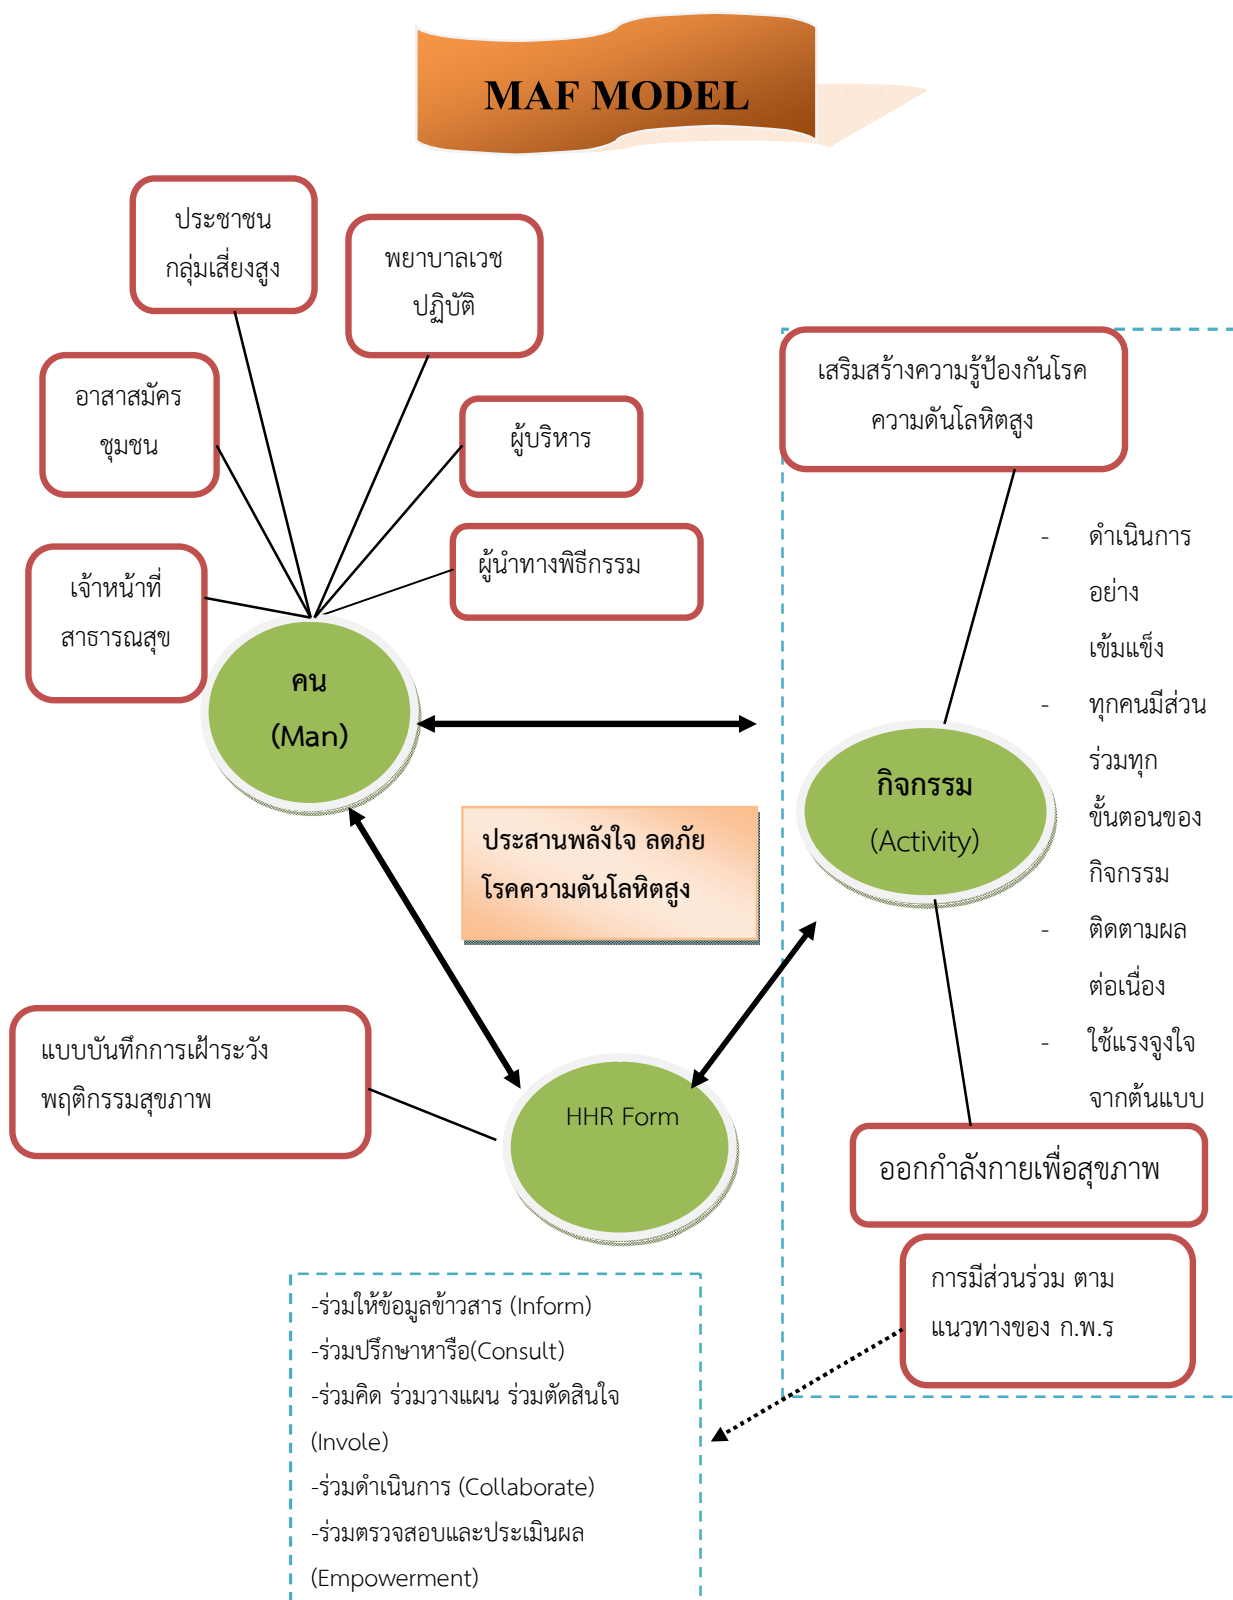 MAF MODEL
ประชาชน
กลุ่มเสี่ยงสูง
พยาบาลเวช
ปฏิบัติ
อาสาสมัคร
ชุมชน
ผู้บริหาร
เจ้าหน้าที่
สาธารณสุข
ผู้นำทางพิธีกรรม
คน
(Man)
เสริมสร้างความรู้ป้องกันโรค
ความดันโลหิตสูง
- ดำเนินการ
อย่าง
เข้มแข็ง
- ทุกคนมีส่วน
ร่วมทุก
ขั้นตอนของ
กิจกรรม
- ติดตามผล
ต่อเนื่อง
- ใช้แรงจูงใจ
จากต้นแบบ
กิจกรรม
(Activity)
ประสานพลังใจ ลดภัย
โรคความดันโลหิตสูง
แบบบันทึกการเฝ้าระวัง
พฤติกรรมสุขภาพ
HHR Form
ออกกำลังกายเพื่อสุขภาพ
การมีส่วนร่วม ตาม
แนวทางของ ก.พ.ร
-ร่วมให้ข้อมูลข้าวสาร (Inform)
-ร่วมปรึกษาหารือ(Consult)
-ร่วมคิด ร่วมวางแผน ร่วมตัดสินใจ
(Invole)
-ร่วมดำเนินการ (Collaborate)
-ร่วมตรวจสอบและประเมินผล
(Empowerment)